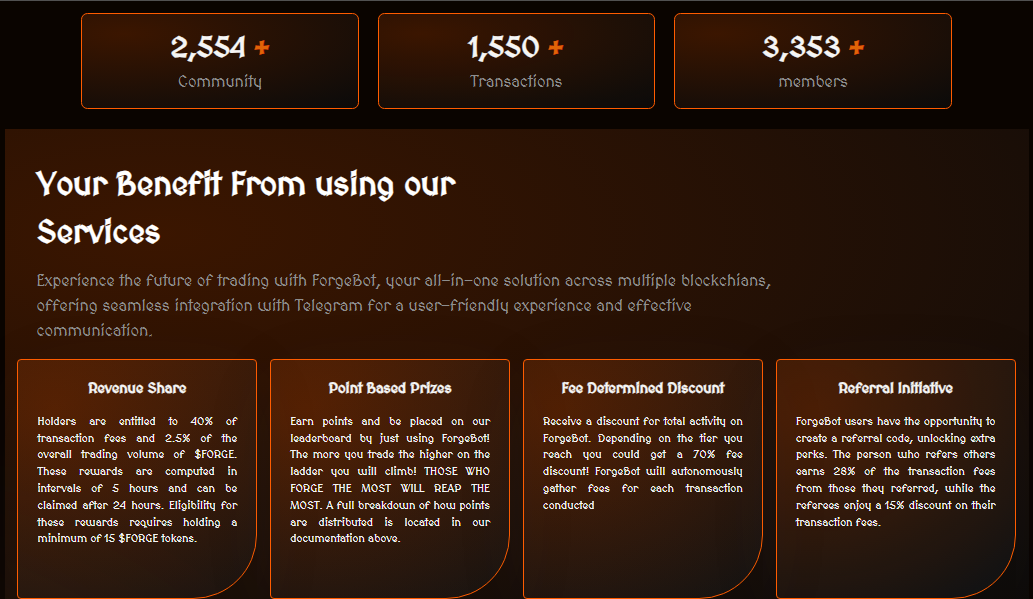 2,554 +
Community
1,550 +
Transactions
3,353 +
members
Your Benefit From using our
Services
Experience the future of trading with ForgeBot, your all-in-one solution across multiple blockchians,
offering seamless integration with Telegram for a user-friendly experience and effective
communication.
Revenue Share
Holders are entitled to 40% of
transaction fees and 2.5% of the
overall trading volume of $FORGE.
These rewards are computed in
intervals of 5 hours and can be
claimed after 24 hours. Eligibility for
these rewards requires holding a
minimum of 15 $FORGE tokens.
Point Based Prizes
Earn points and be placed on our
leaderboard by just using ForgeBot!
The more you trade the higher on the
ladder you will climb! THOSE WHO
FORGE THE MOST WILL REAP THE
MOST. A full breakdown of how points
are distributed is located in our
documentation above.
Fee Determined Discount
Receive a discount for total activity on
ForgeBot. Depending on the tier you
reach you could get a 70% fee
discount! ForgeBot will autonomously
gather fees for each transaction
conducted
Referral Initiative
ForgeBot users have the opportunity to
create a referral code, unlocking extra
perks. The person who refers others
earns 28% of the transaction fees
from those they referred, while the
referees enjoy a 15% discount on their
transaction fees.